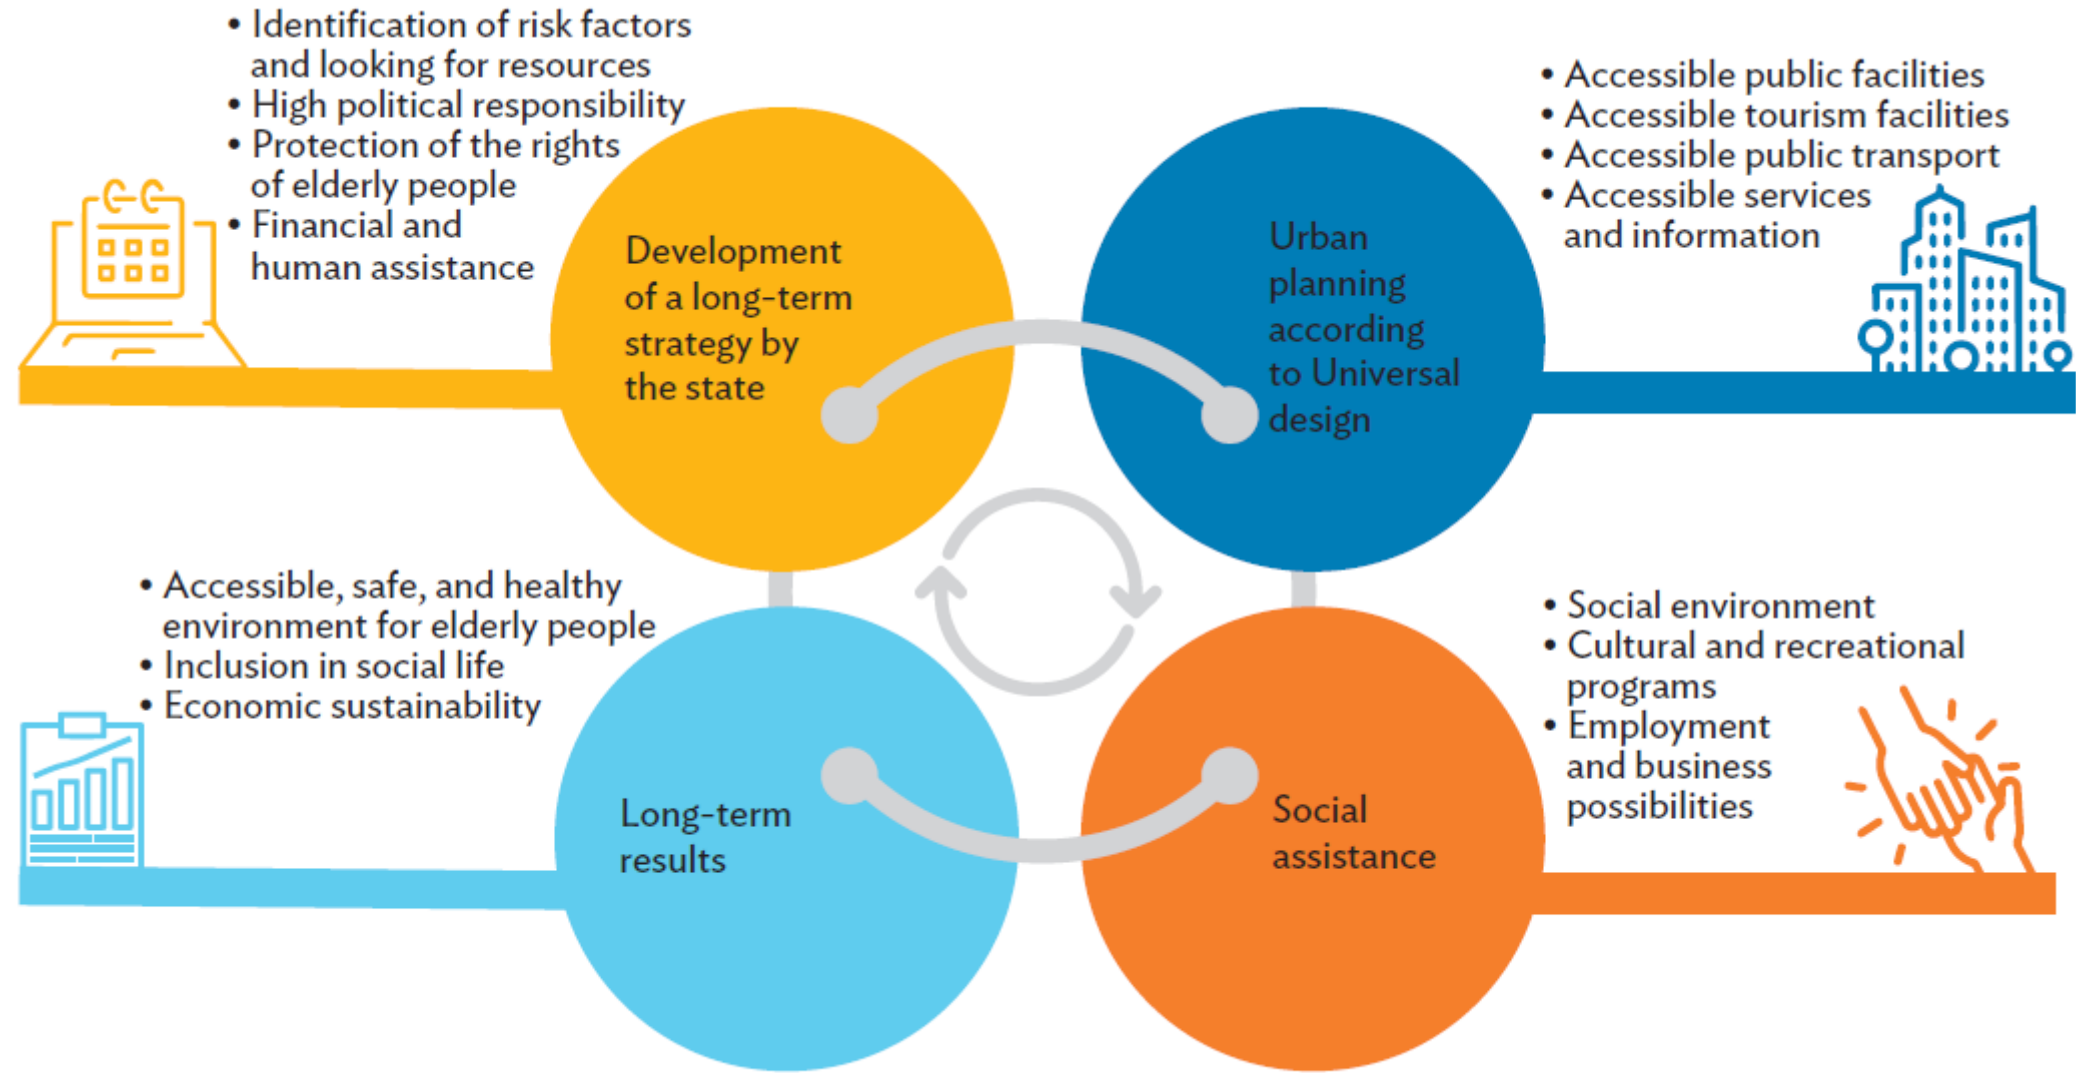 • Identification of risk factors
and looking for resources
• High political responsibility
• Protection of the rights
of elderly people
• Financial and
human assistance
Development
of a long-term
strategy by
the state
Urban
planning
according
to Universal
design
• Accessible public facilities
• Accessible tourism facilities
• Accessible public transport
• Accessible services
and information
• Accessible, safe, and healthy
environment for elderly people
• Inclusion in social life
• Economic sustainability
Long-term
results
Social
assistance
• Social environment
• Cultural and recreational
programs
• Employment
and business
possibilities